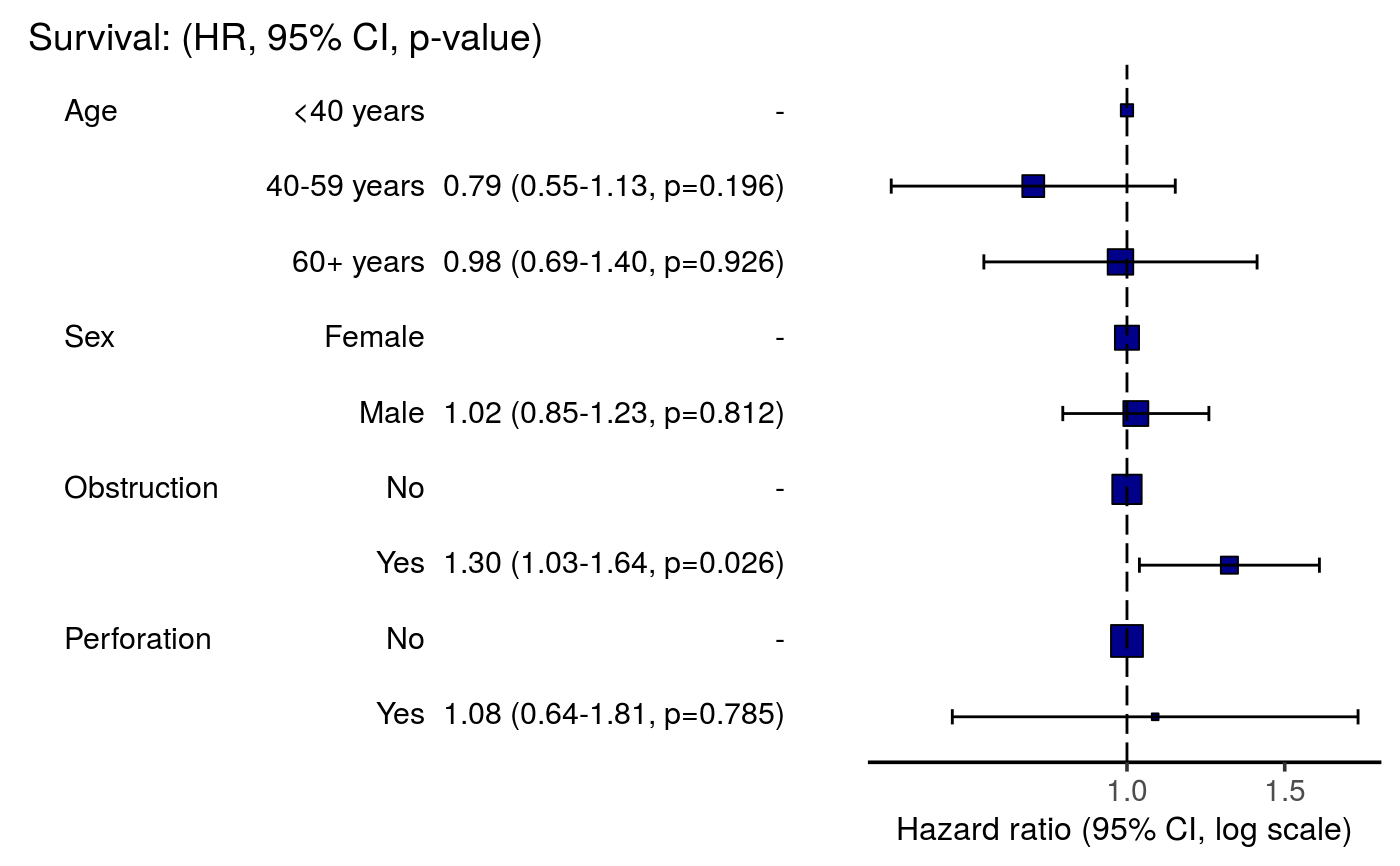 Survival: (HR, 95% CI, p-value)
Age <40 years -
40-59 years 0.79 (0.55-1.13, p=0.196)
60+ years 0.98 (0.69-1.40, p=0.926)
Sex Female -
Male 1.02 (0.85-1.23, p=0.812)
Obstruction No -
Yes 1.30 (1.03-1.64, p=0.026)
Perforation No -
Yes 1.08 (0.64-1.81, p=0.785)
1.0 1.5
Hazard ratio (95% CI, log scale)